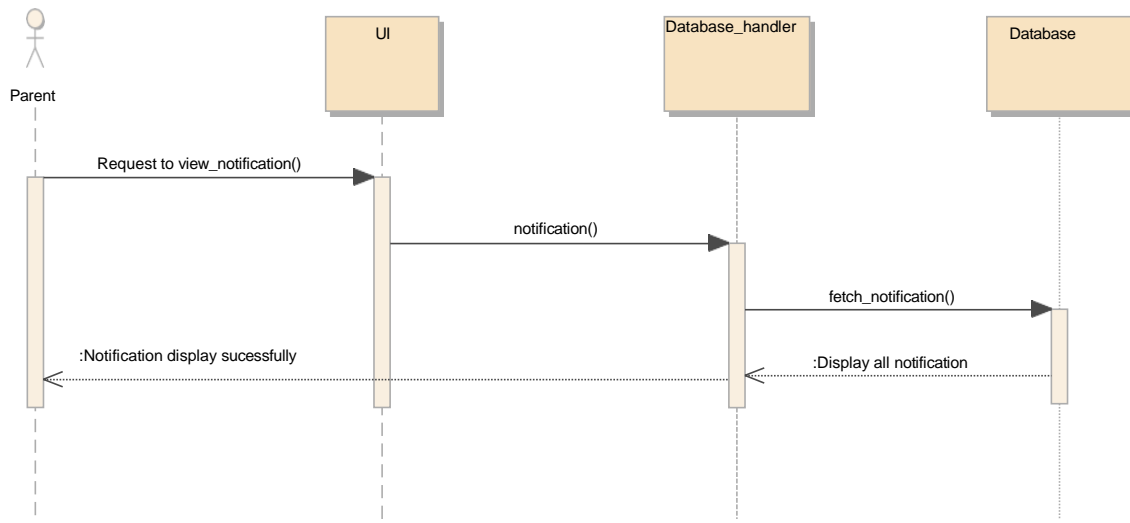 UI
Database_handler
Database
Parent
Request to view_notification()
notification()
fetch_notification()
:Notification display sucessfully
:Display all notification